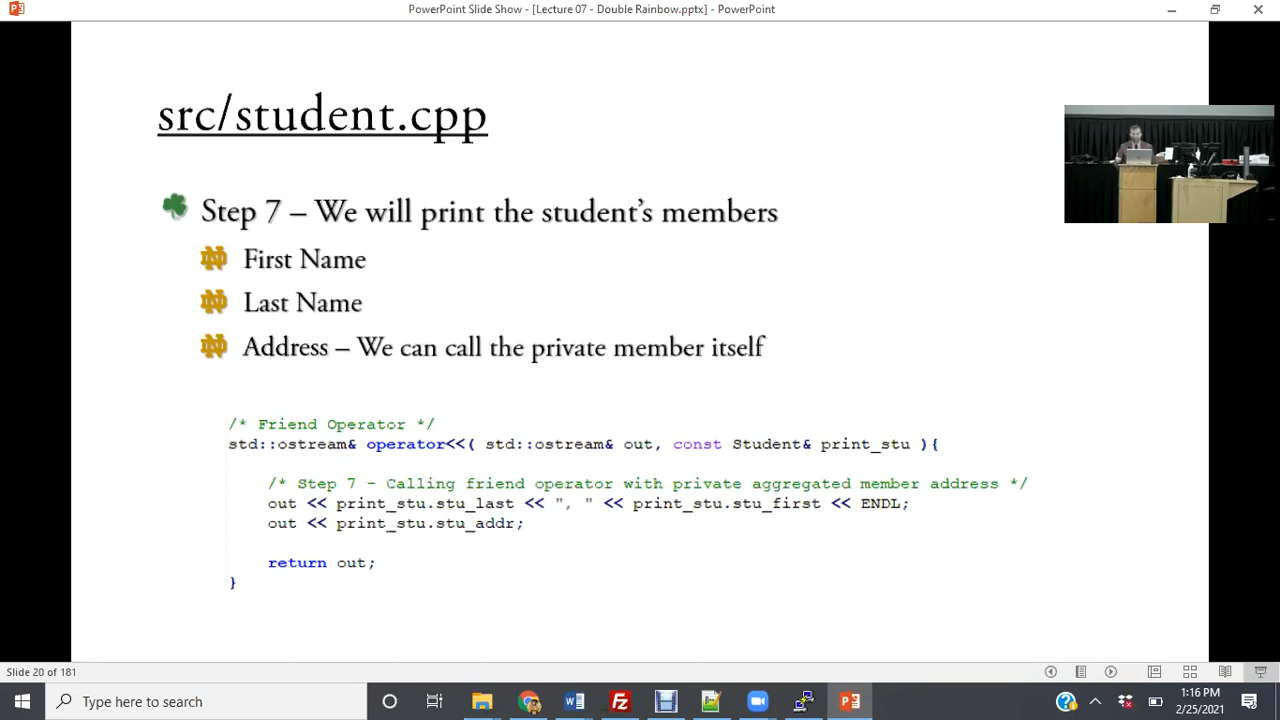 PowerPoint Slide Show - [Lecture 07 - Double Rainbow.pptx] - PowerPoint
src/student.cpp
Step 7 – We will print the student's members
First Name
Last Name
Address – We can call the private member itself
/* Friend Operator */
std::ostream& operator<<( std::ostream& out, const Student& print_stu ){
/* Step 7 - Calling friend operator with private aggregated member address */
out << print_stu.stu_last << ", " << print_stu.stu_first << ENDL;
out << print_stu.stu_addr;
return out;
}
Slide 20 of 181
Type here to search
1:16 PM
2/25/2021